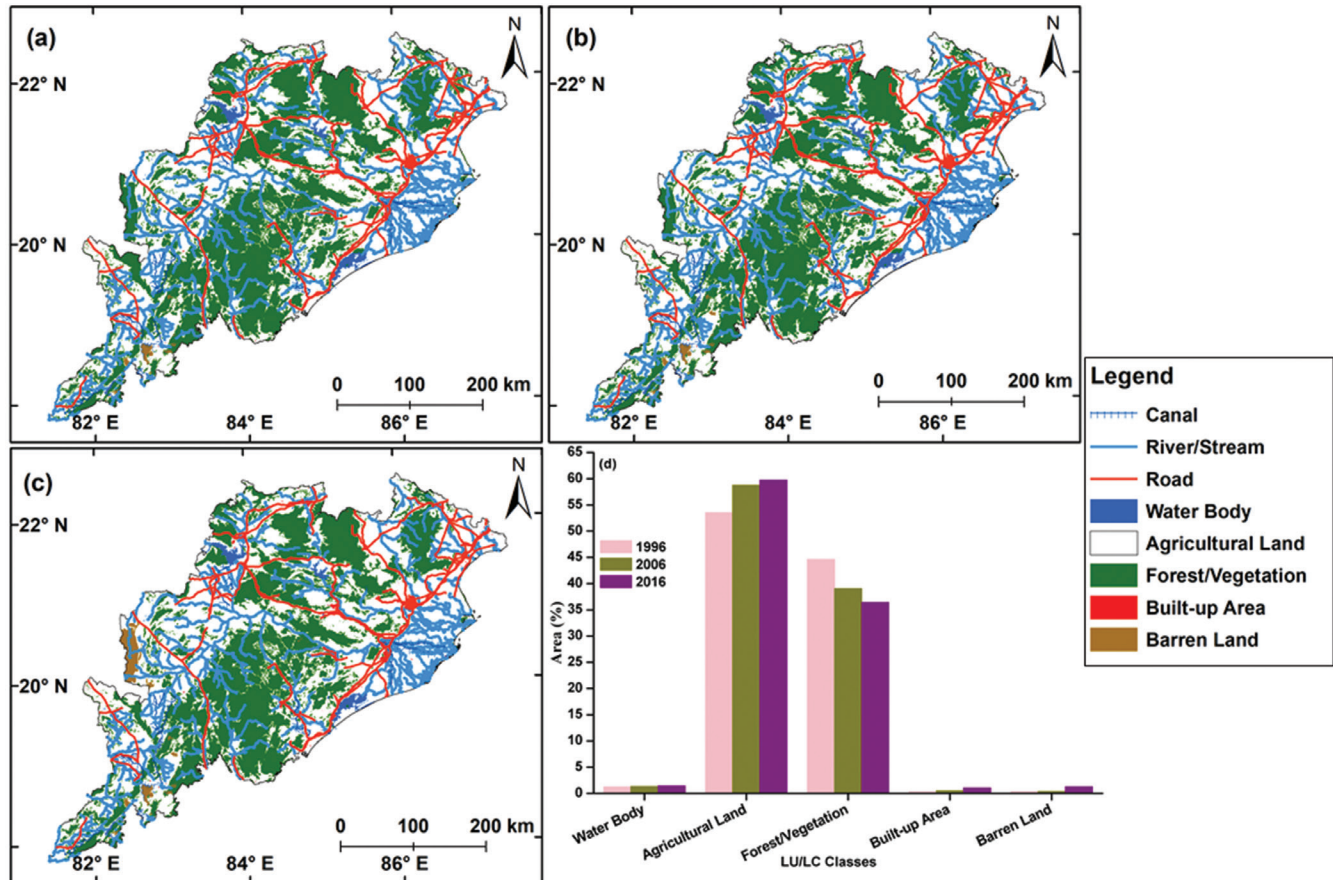 (a)
N
22° N
20° N
0 100 200 km
82° E 84° E 86° E
(b)
N
0 100 200 km
82° E 84° E 86° E
(c)
N
22° N
20° N
0 100 200 km
82° E 84° E 86° E
(d)
65
60
55
50
45
40
35
30
25
20
15
10
5
0
Area (%)
1996
2006
2016
Water Body
Agricultural Land
Forest/Vegetation
Built-up Area
Barren Land
LU/LC Classes
Legend
Canal
River/Stream
Road
Water Body
Agricultural Land
Forest/Vegetation
Built-up Area
Barren Land